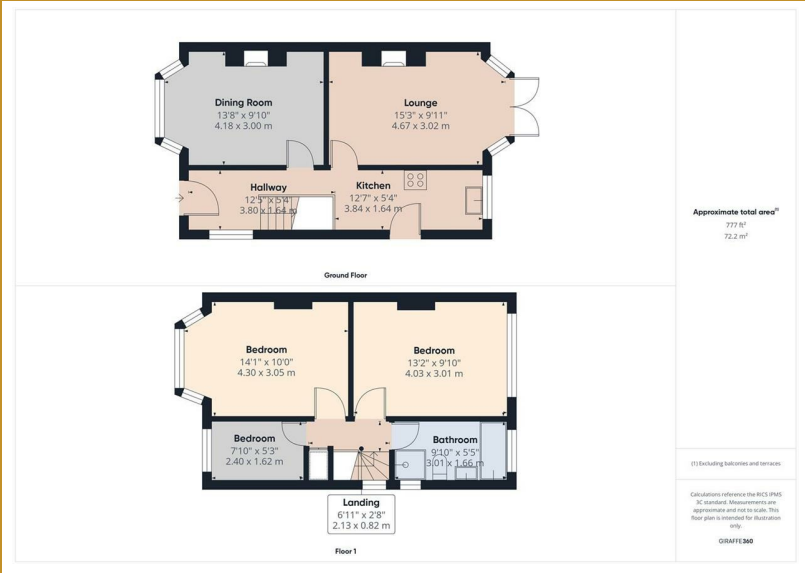 Dining Room
13'8" x 9'10"
4.18 x 3.00 m
Lounge
15'3" x 9'11"
4.67 x 3.02 m
Hallway
12'5" x 5'4"
3.80 x 1.64 m
Kitchen
12'7" x 5'4"
3.84 x 1.64 m
Ground Floor
Bedroom
14'1" x 10'0"
4.30 x 3.05 m
Bedroom
13'2" x 9'10"
4.03 x 3.01 m
Bedroom
7'10" x 5'3"
2.40 x 1.62 m
Bathroom
9'10" x 5'5"
3.01 x 1.66 m
Landing
6'11" x 2'8"
2.13 x 0.82 m
Floor 1
Approximate total area(1)
777 ft²
72.2 m²
(1) Excluding balconies and terraces
Calculations reference the RICS IPMS
3C standard. Measurements are
approximate and not to scale. This
floor plan is intended for illustration
only.
GIRAFFE360